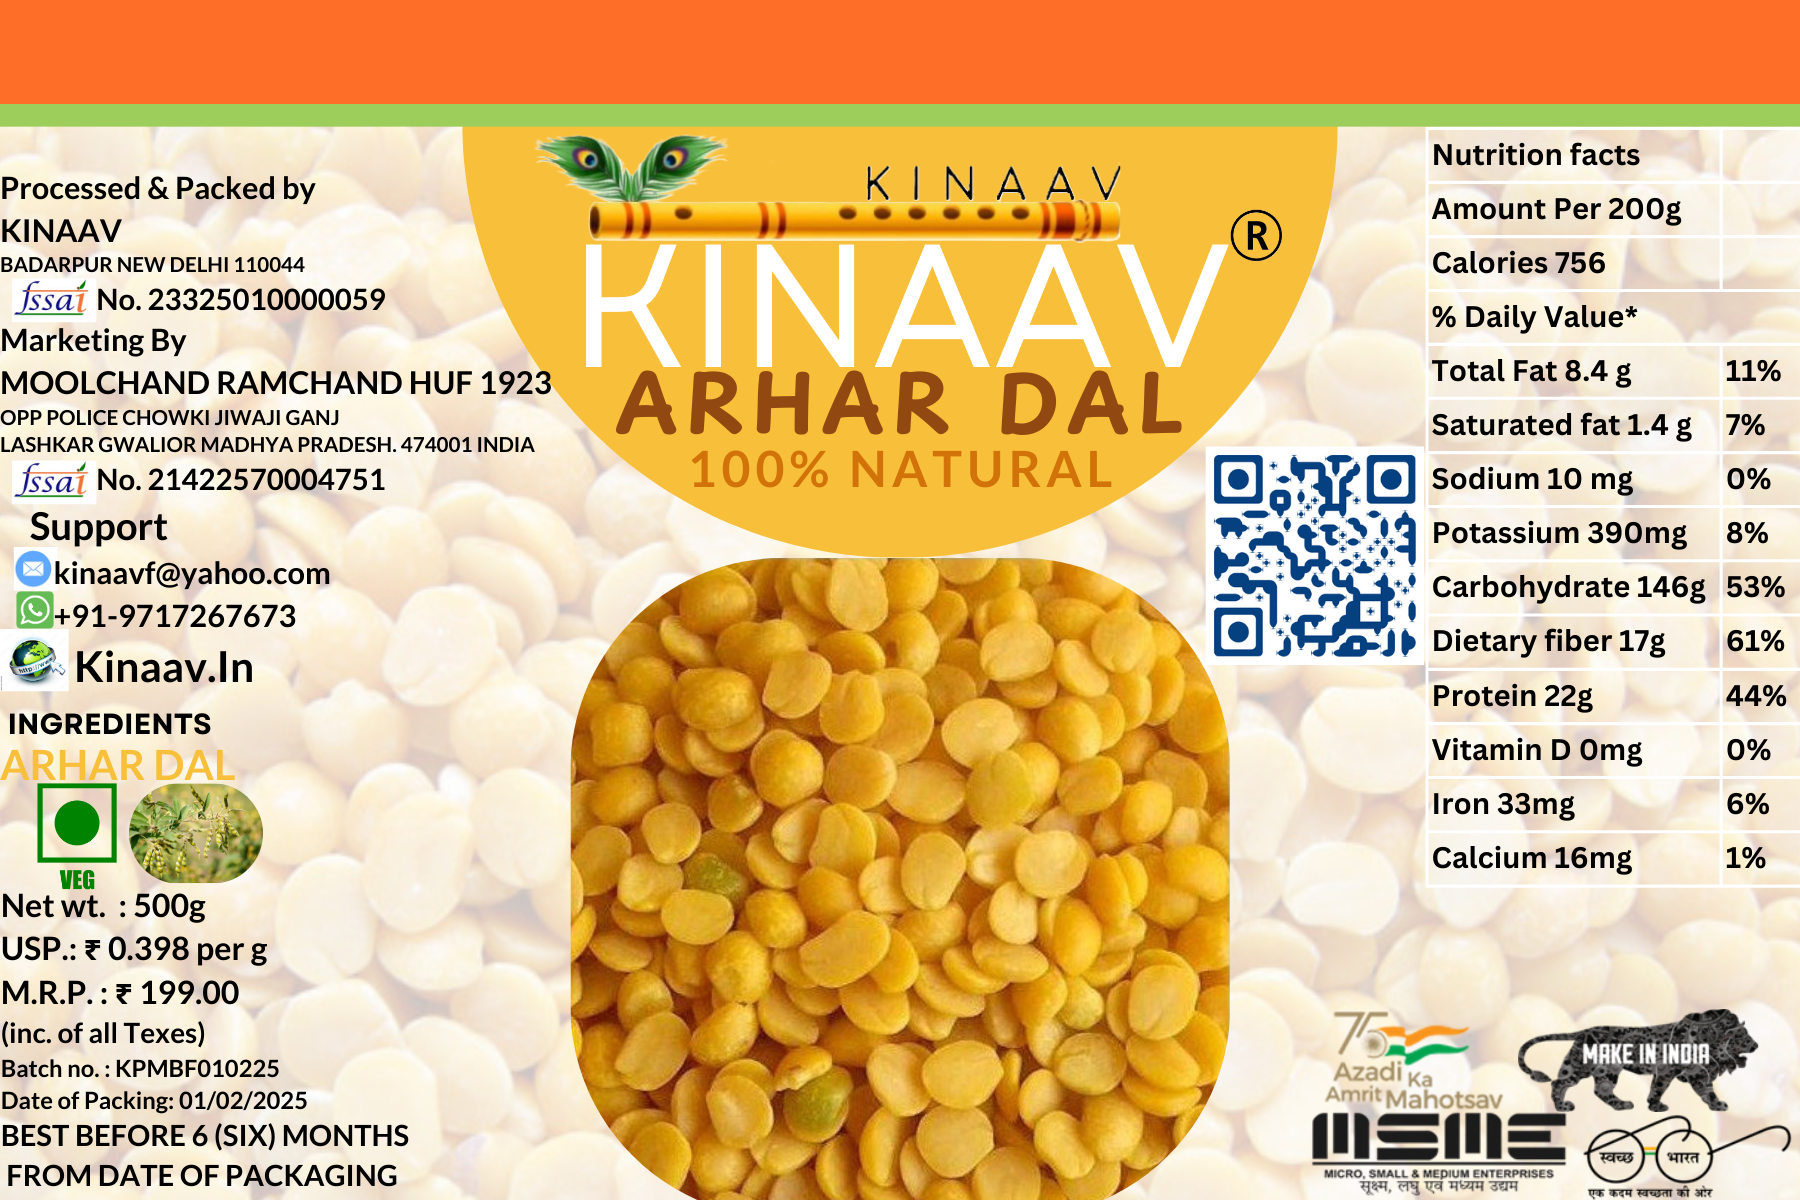 Processed & Packed by
KINAAV
BADARPUR NEW DELHI 110044
fssai No. 23325010000059
Marketing By
MOOLCHAND RAMCHAND HUF 1923
OPP POLICE CHOWKI JIWAJI GANJ
LASHKAR GWALIOR MADHYA PRADESH. 474001 INDIA
fssai No. 21422570004751
Support
kinaavf@yahoo.com
+91-9717267673
http://www
Kinaav.In
INGREDIENTS
ARHAR DAL
VEG
Net wt. : 500g
USP.: ₹ 0.398 per g
M.R.P. : ₹ 199.00
(inc. of all Texes)
Batch no. : KPMBF010225
Date of Packing: 01/02/2025
BEST BEFORE 6 (SIX) MONTHS
FROM DATE OF PACKAGING
KINAAV
KINAAV®
ARHAR DAL
100% NATURAL
Nutrition facts
Amount Per 200g
Calories 756
% Daily Value*
Total Fat 8.4 g 11%
Saturated fat 1.4 g 7%
Sodium 10 mg 0%
Potassium 390mg 8%
Carbohydrate 146g 53%
Dietary fiber 17g 61%
Protein 22g 44%
Vitamin D 0mg 0%
Iron 33mg 6%
Calcium 16mg 1%
75
Azadi Ka
Amrit Mahotsav
MAKE IN INDIA
MSME
MICRO, SMALL & MEDIUM ENTERPRISES
सूक्ष्म, लघु एवं मध्यम उद्यम
स्वच्छ भारत
एक कदम स्वच्छता की ओर